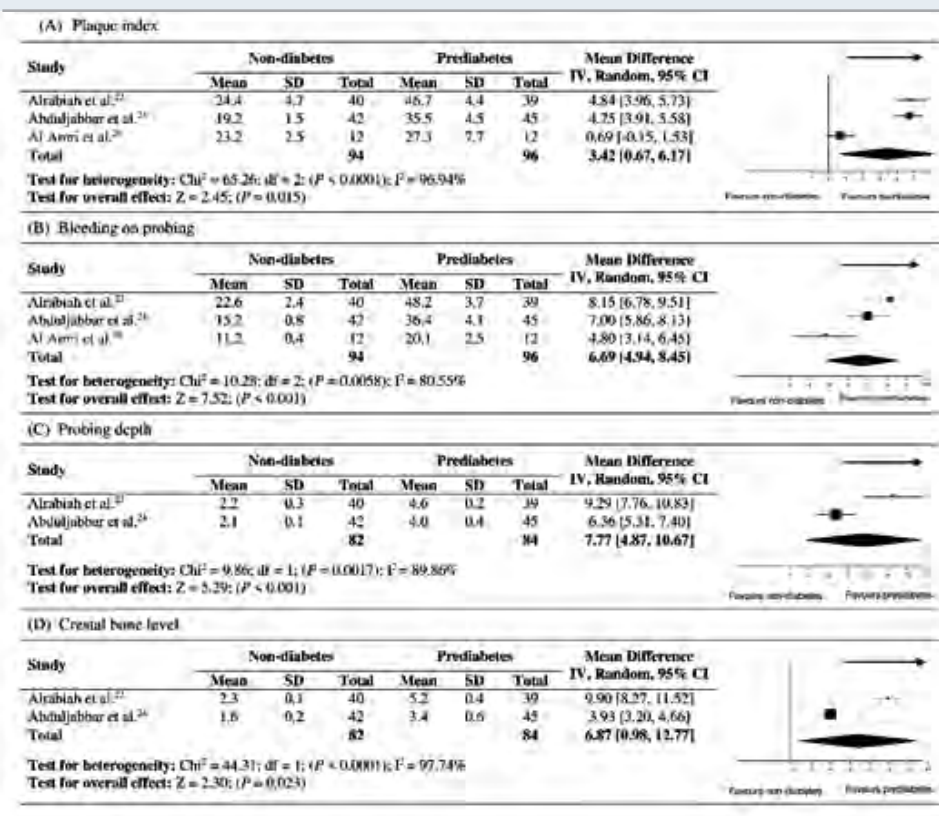 (A) Plaque index
Study Non-diabetes Prediabetes Mean Difference
IV, Random, 95% CI
Mean SD Total Mean SD Total
Alrabiah et al. 24.4 4.7 40 46.7 4.4 39 4.84 [3.96, 5.73]
Abduljabbar et al. 19.2 1.5 42 35.5 4.5 45 4.75 [3.91, 5.58]
Al Amri et al. 23.2 2.5 12 27.3 7.7 12 0.69 [-0.15, 1.53]
Total 94 96 3.42 [0.67, 6.17]
Test for heterogeneity: Chi² = 65.26; df = 2; (P < 0.0001); I² = 96.94%
Test for overall effect: Z = 2.45; (P = 0.015)
Favours non-diabetes Favours prediabetes
(B) Bleeding on probing
Study Non-diabetes Prediabetes Mean Difference
IV, Random, 95% CI
Mean SD Total Mean SD Total
Alrabiah et al. 22.6 2.4 40 48.2 3.7 39 8.15 [6.78, 9.51]
Abduljabbar et al. 15.2 0.8 42 36.4 4.1 45 7.00 [5.86, 8.13]
Al Amri et al. 11.2 0.4 12 20.1 2.5 12 4.80 [3.14, 6.45]
Total 94 96 6.69 [4.94, 8.45]
Test for heterogeneity: Chi² = 10.28; df = 2; (P = 0.0058); I² = 80.55%
Test for overall effect: Z = 7.52; (P < 0.001)
Favours non-diabetes Favours prediabetes
(C) Probing depth
Study Non-diabetes Prediabetes Mean Difference
IV, Random, 95% CI
Mean SD Total Mean SD Total
Alrabiah et al. 2.2 0.3 40 4.6 0.2 39 9.29 [7.76, 10.83]
Abduljabbar et al. 2.1 0.1 42 4.0 0.4 45 6.36 [5.31, 7.40]
Total 82 84 7.77 [4.87, 10.67]
Test for heterogeneity: Chi² = 9.86; df = 1; (P = 0.0017); I² = 89.86%
Test for overall effect: Z = 5.29; (P < 0.001)
Favours non-diabetes Favours prediabetes
(D) Crestal bone level
Study Non-diabetes Prediabetes Mean Difference
IV, Random, 95% CI
Mean SD Total Mean SD Total
Alrabiah et al. 2.3 0.1 40 5.2 0.4 39 9.90 [8.27, 11.52]
Abduljabbar et al. 1.6 0.2 42 3.4 0.6 45 3.93 [3.20, 4.66]
Total 82 84 6.87 [0.98, 12.77]
Test for heterogeneity: Chi² = 44.31; df = 1; (P < 0.0001); I² = 97.74%
Test for overall effect: Z = 2.30; (P = 0.023)
Favours non-diabetes Favours prediabetes